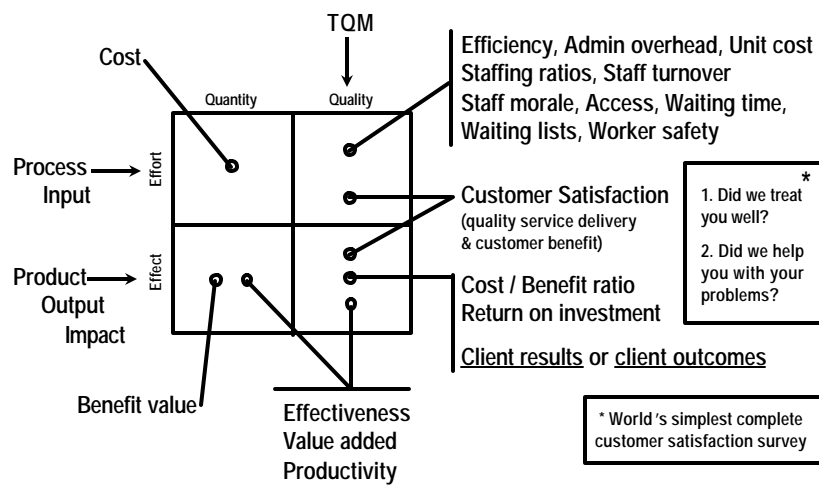 TQM
Cost
Efficiency, Admin overhead, Unit cost
Staffing ratios, Staff turnover
Staff morale, Access, Waiting time,
Waiting lists, Worker safety
Quantity
Quality
Process
Input
Effort
Customer Satisfaction
(quality service delivery
& customer benefit)
*
1. Did we treat
you well?
2. Did we help
you with your
problems?
Product
Output
Impact
Effect
Cost / Benefit ratio
Return on investment
Client results or client outcomes
Benefit value
Effectiveness
Value added
Productivity
* World's simplest complete
customer satisfaction survey